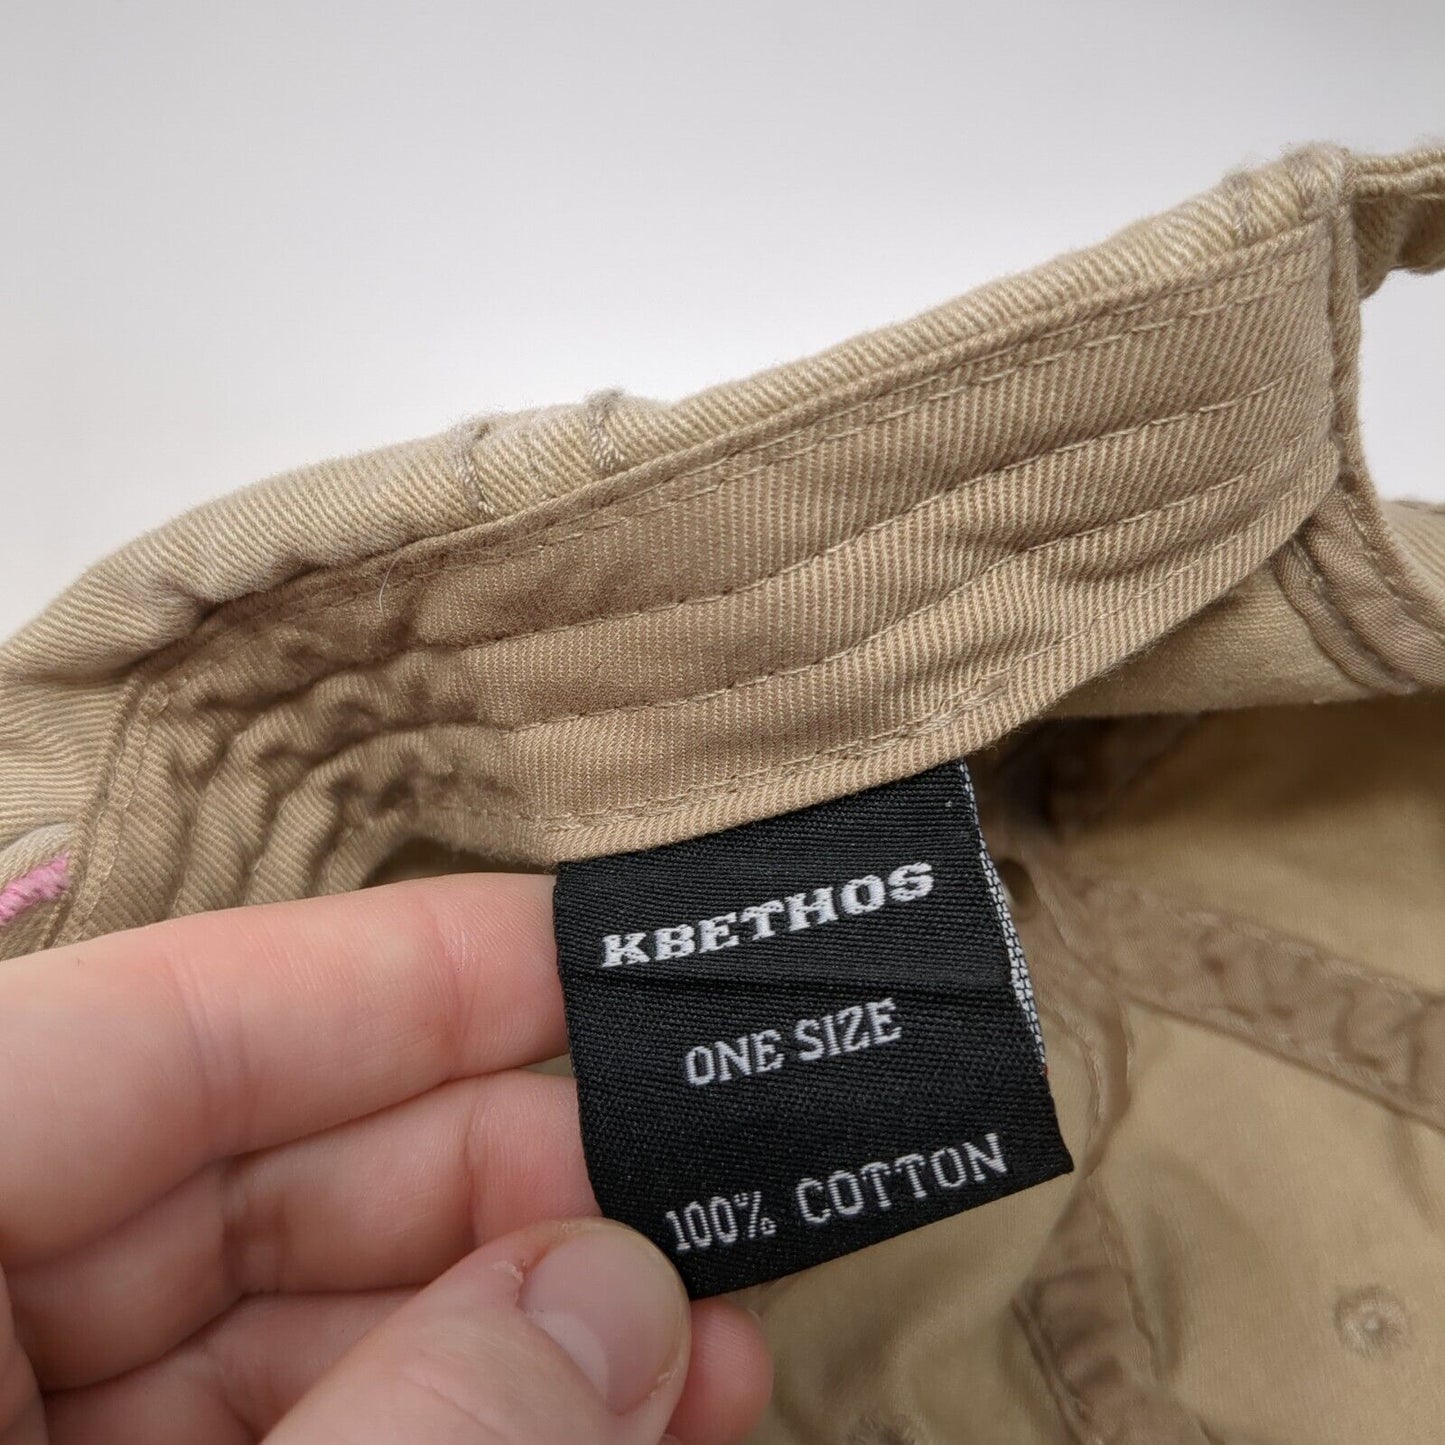 KBETHOS
ONE SIZE
100% COTTON